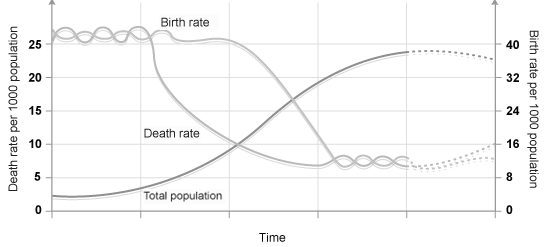 Birth rate
Death rate
Total population
Death rate per 1000 population
25
20
15
10
5
0
Birth rate per 1000 population
40
32
24
16
8
0
Time